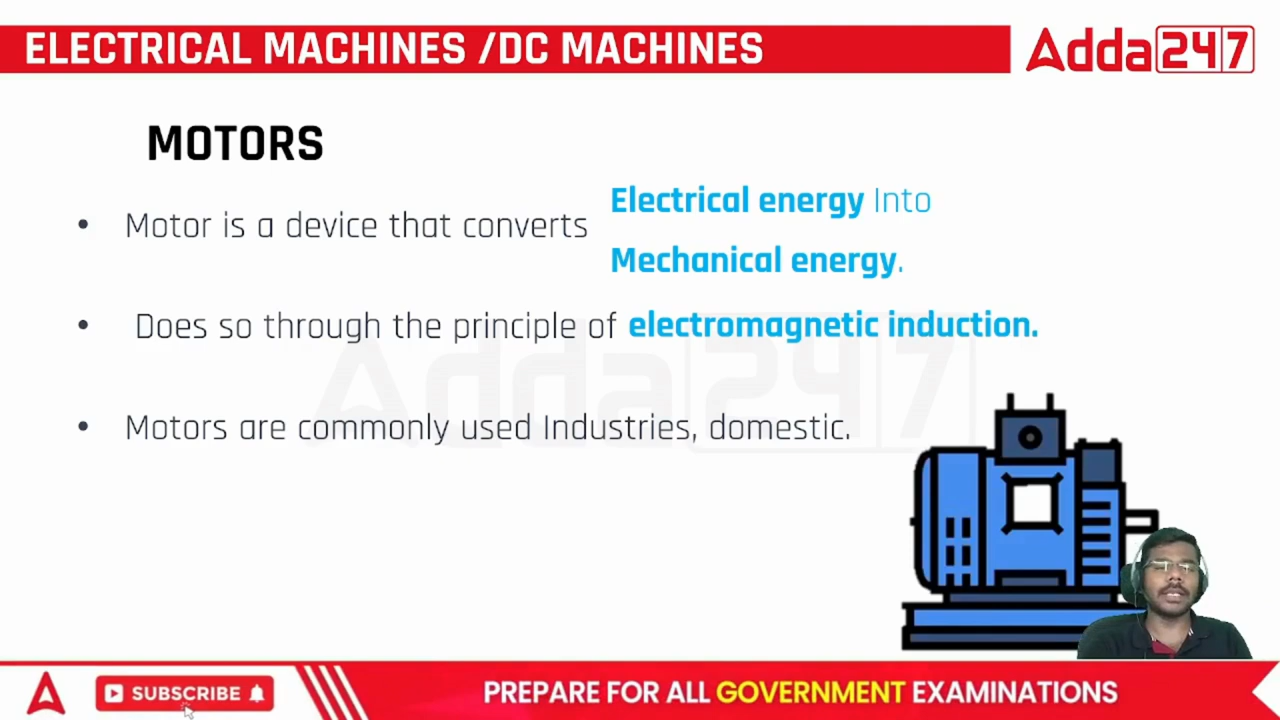 ELECTRICAL MACHINES /DC MACHINES
Adda247
MOTORS
• Motor is a device that converts Electrical energy Into
Mechanical energy.
• Does so through the principle of electromagnetic induction.
Adda247
• Motors are commonly used Industries, domestic.
SUBSCRIBE
PREPARE FOR ALL GOVERNMENT EXAMINATIONS